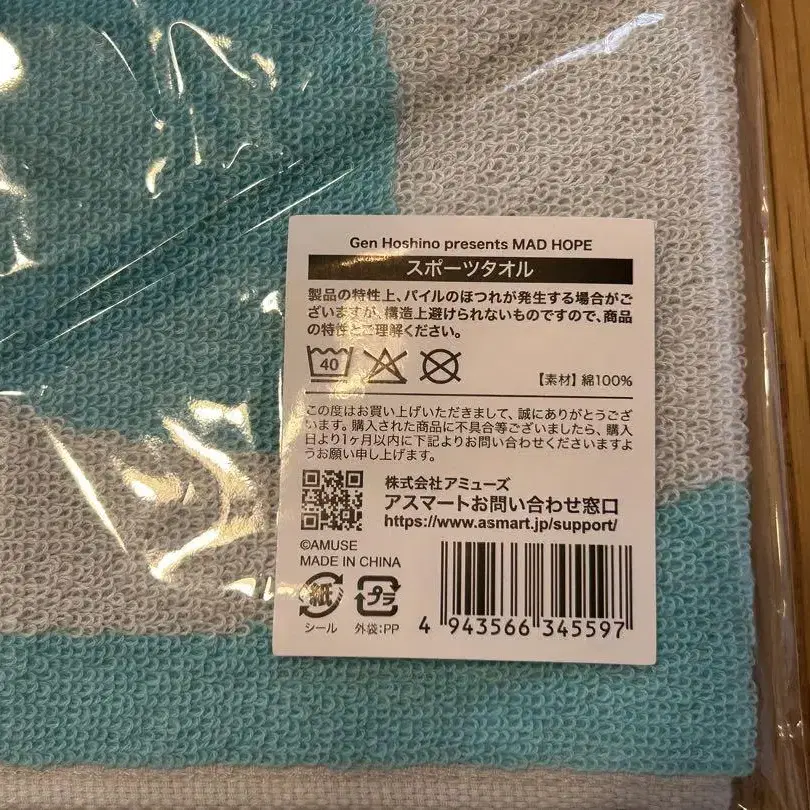 Gen Hoshino presents MAD HOPE
スポーツタオル
製品の特性上、パイルのほつれが発生する場合がご
ざいますが、構造上避けられないものですので、商品
の特性とご理解ください。
40
【素材】綿100%
この度はお買い上げいただきまして、誠にありがとうござ
います。購入された商品に不具合等ございましたら、購入
日より1ヶ月以内に下記よりお問い合わせくださいますよ
うお願い申し上げます。
株式会社アミューズ
アスマートお問い合わせ窓口
https://www.asmart.jp/support/
©AMUSE
MADE IN CHINA
紙
プラ
シール
外袋:PP
4 943566 345597